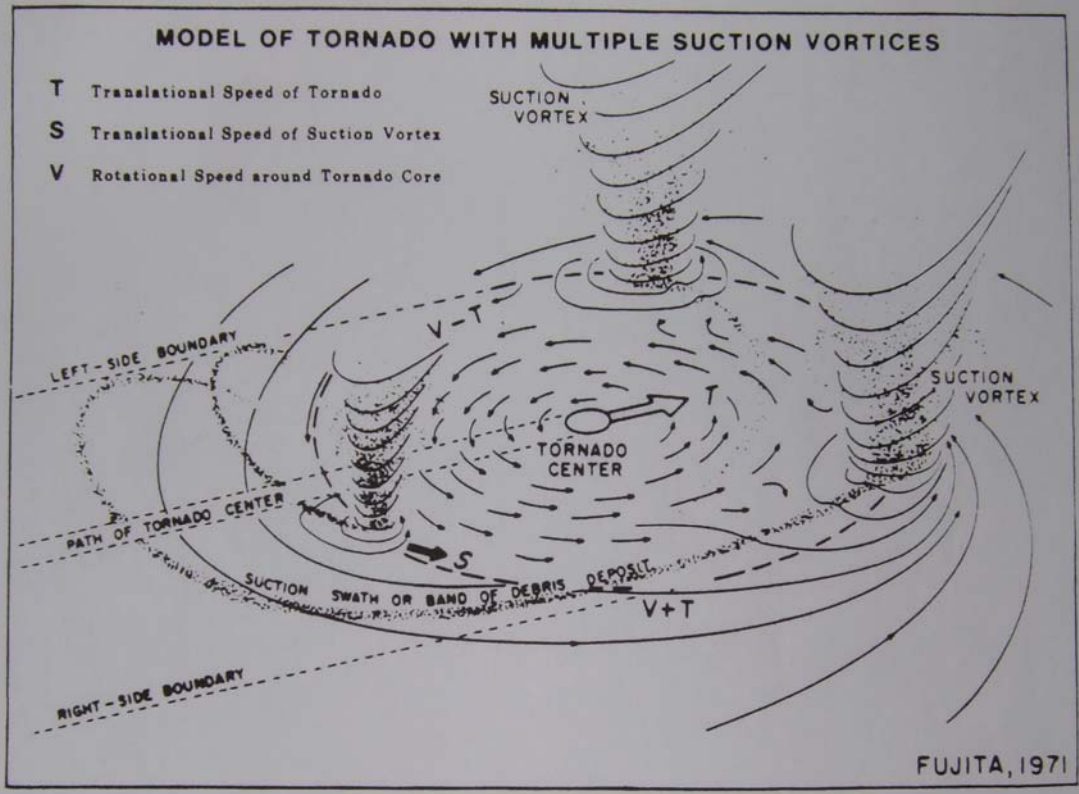 MODEL OF TORNADO WITH MULTIPLE SUCTION VORTICES
T Translational Speed of Tornado
S Translational Speed of Suction Vortex
V Rotational Speed around Tornado Core
SUCTION
VORTEX
V-T
LEFT-SIDE BOUNDARY
SUCTION
VORTEX
T
TORNADO
CENTER
PATH OF TORNADO CENTER
S
SUCTION SWATH OR BAND OF DEBRIS DEPOSIT
V+T
RIGHT-SIDE BOUNDARY
FUJITA, 1971